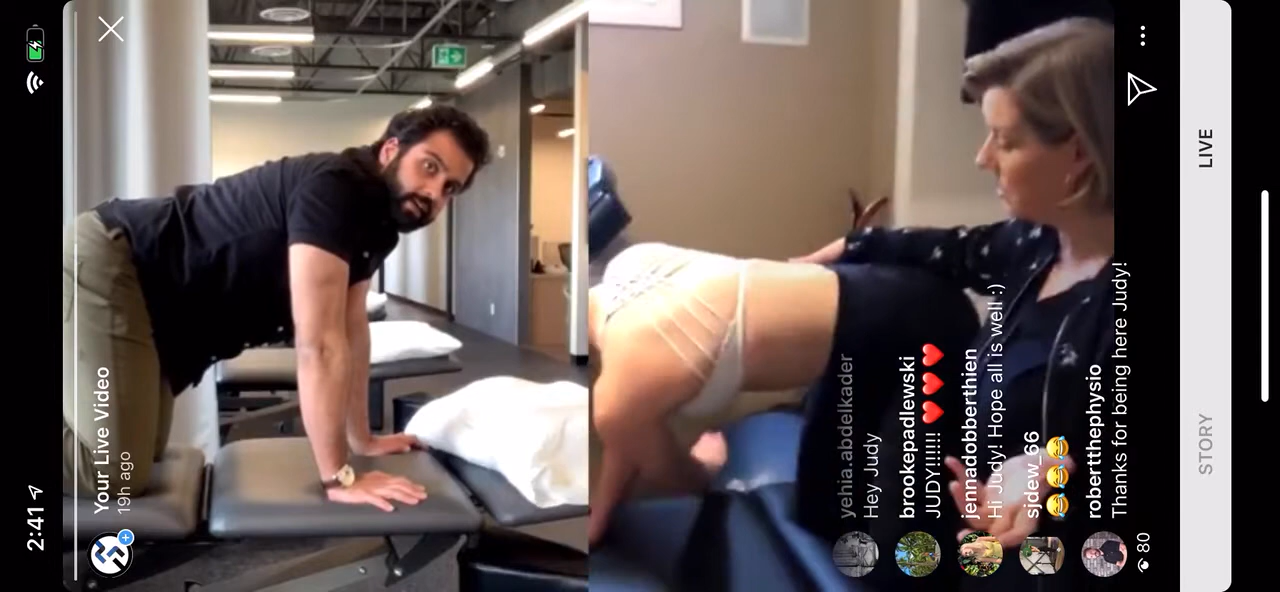 2:41
Your Live Video
19h ago
yehia.abdelkader
Hey Judy
brookepadlewski
JUDY!!!!!! ❤️❤️❤️❤️
jennadobberthien
Hi Judy! Hope all is well :)
sjdew_66
😂😂😂
robertthephysio
Thanks for being here Judy!
80
STORY
LIVE